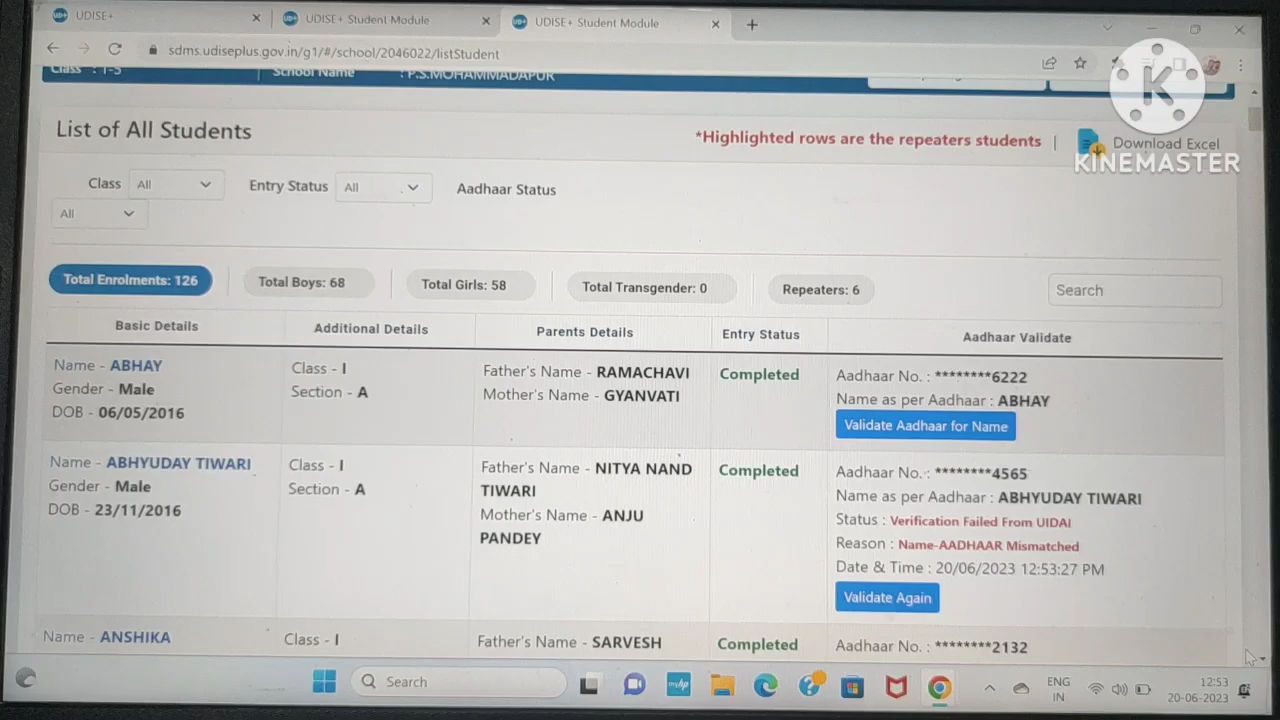 UDISE+
UDISE+ Student Module
UDISE+ Student Module
sdms.udiseplus.gov.in/g1/#/school/2046022/listStudent
Class : 1-5
School Name : P.S.MOHAMMADAPUR
K
KINEMASTER
List of All Students
*Highlighted rows are the repeaters students |
Download Excel
Class All
Entry Status All
Aadhaar Status
All
Total Enrolments: 126
Total Boys: 68
Total Girls: 58
Total Transgender: 0
Repeaters: 6
Search
Basic Details
Additional Details
Parents Details
Entry Status
Aadhaar Validate
Name - ABHAY
Gender - Male
DOB - 06/05/2016
Class - I
Section - A
Father's Name - RAMACHAVI
Mother's Name - GYANVATI
Completed
Aadhaar No. : ********6222
Name as per Aadhaar : ABHAY
Validate Aadhaar for Name
Name - ABHYUDAY TIWARI
Gender - Male
DOB - 23/11/2016
Class - I
Section - A
Father's Name - NITYA NAND
TIWARI
Mother's Name - ANJU
PANDEY
Completed
Aadhaar No. : ********4565
Name as per Aadhaar : ABHYUDAY TIWARI
Status : Verification Failed From UIDAI
Reason : Name-AADHAAR Mismatched
Date & Time : 20/06/2023 12:53:27 PM
Validate Again
Name - ANSHIKA
Class - I
Father's Name - SARVESH
Completed
Aadhaar No. : ********2132
Search
myhp
ENG
IN
12:53
20-06-2023